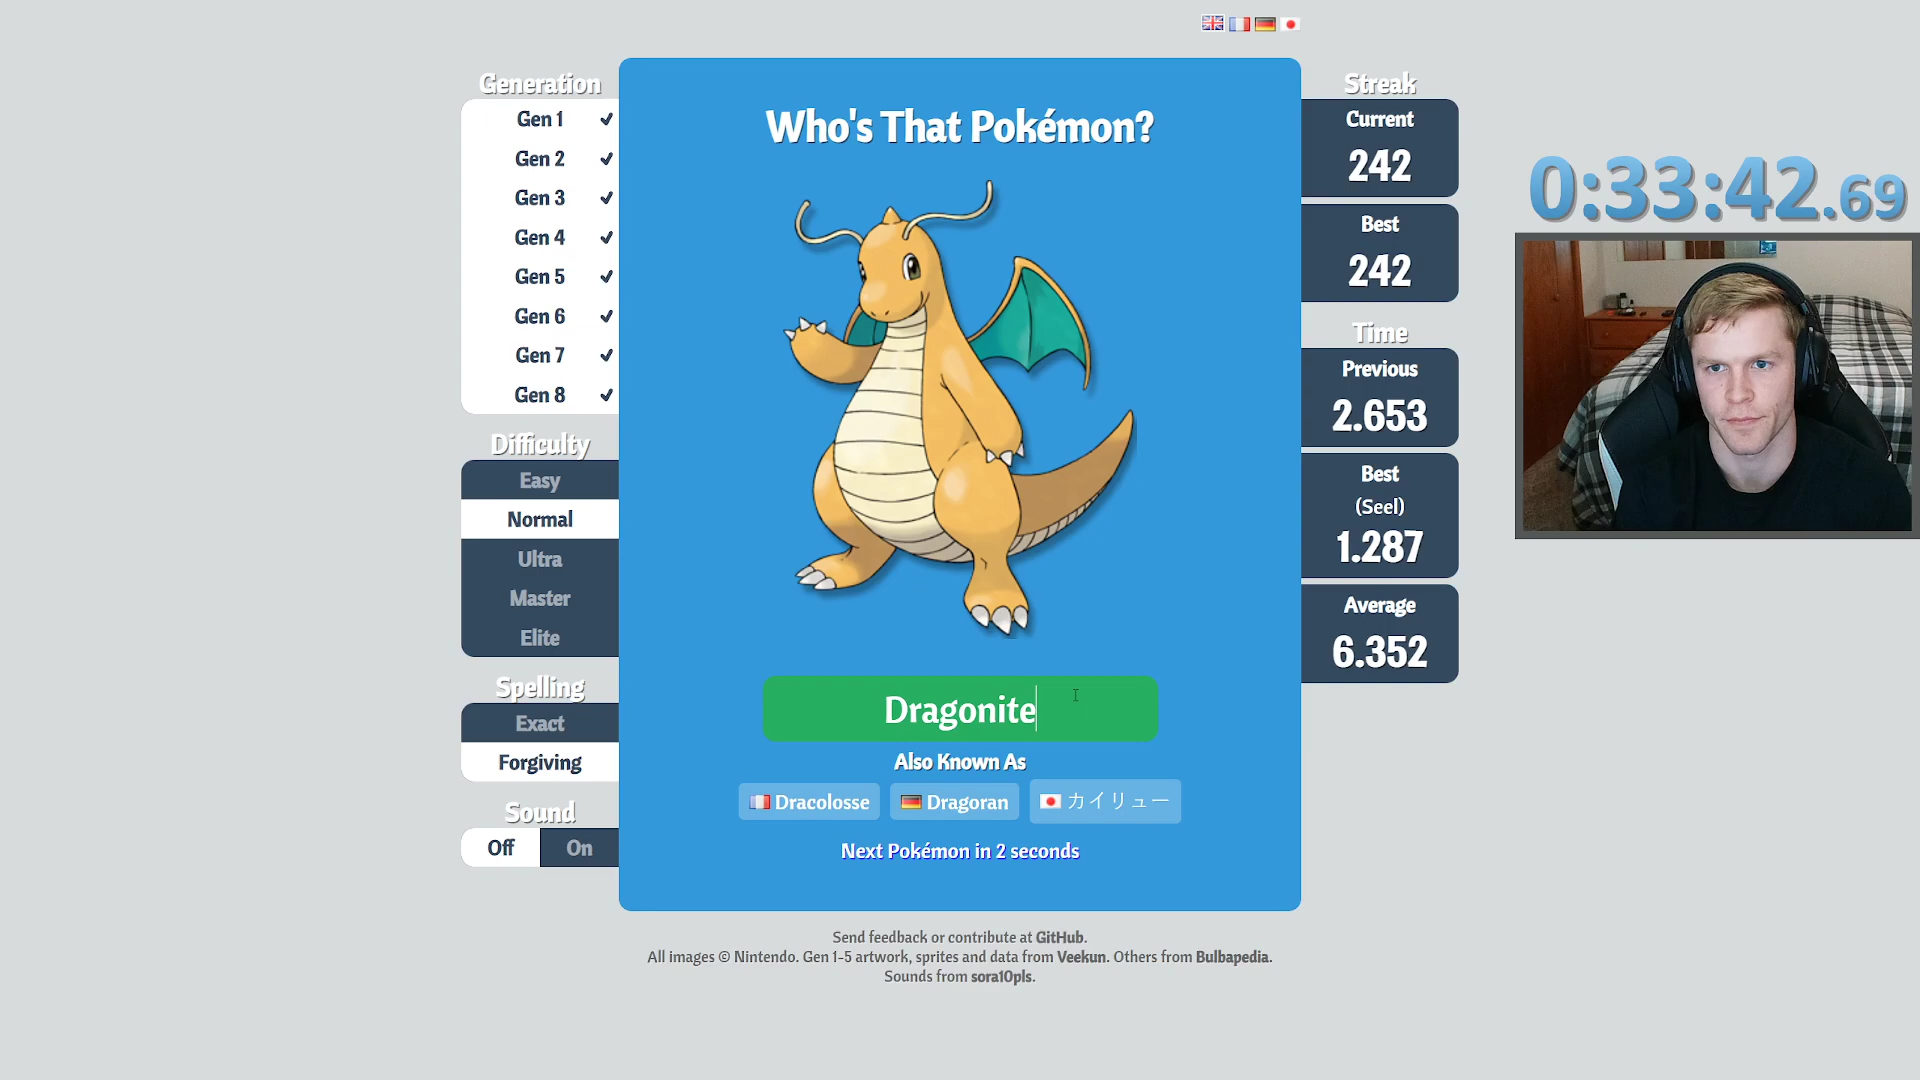 Generation
Gen 1
Gen 2
Gen 3
Gen 4
Gen 5
Gen 6
Gen 7
Gen 8
Difficulty
Easy
Normal
Ultra
Master
Elite
Spelling
Exact
Forgiving
Sound
Off On
Who's That Pokémon?
Dragonite
Also Known As
Dracolosse Dragoran カイリュー
Next Pokémon in 2 seconds
Streak
Current
242
Best
242
Time
Previous
2.653
Best
(Seel)
1.287
Average
6.352
0:33:42.69
Send feedback or contribute at GitHub.
All images © Nintendo. Gen 1-5 artwork, sprites and data from Veekun. Others from Bulbapedia.
Sounds from sora10pls.